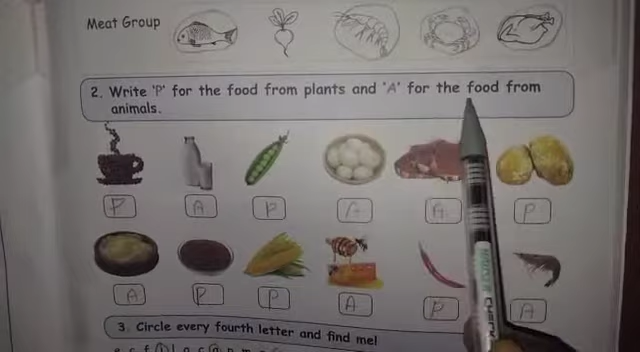 Meat Group
2. Write 'P' for the food from plants and 'A' for the food from
animals.
P A P A A P
A P P A P A
3. Circle every fourth letter and find me!